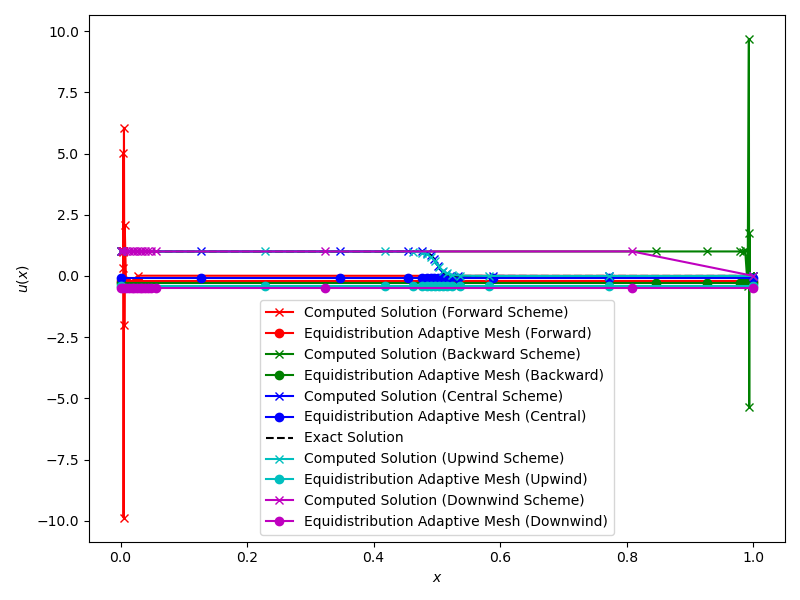 10.0
7.5
5.0
2.5
0.0
−2.5
−5.0
−7.5
−10.0
u(x)
Computed Solution (Forward Scheme)
Equidistribution Adaptive Mesh (Forward)
Computed Solution (Backward Scheme)
Equidistribution Adaptive Mesh (Backward)
Computed Solution (Central Scheme)
Equidistribution Adaptive Mesh (Central)
Exact Solution
Computed Solution (Upwind Scheme)
Equidistribution Adaptive Mesh (Upwind)
Computed Solution (Downwind Scheme)
Equidistribution Adaptive Mesh (Downwind)
0.0 0.2 0.4 0.6 0.8 1.0
x